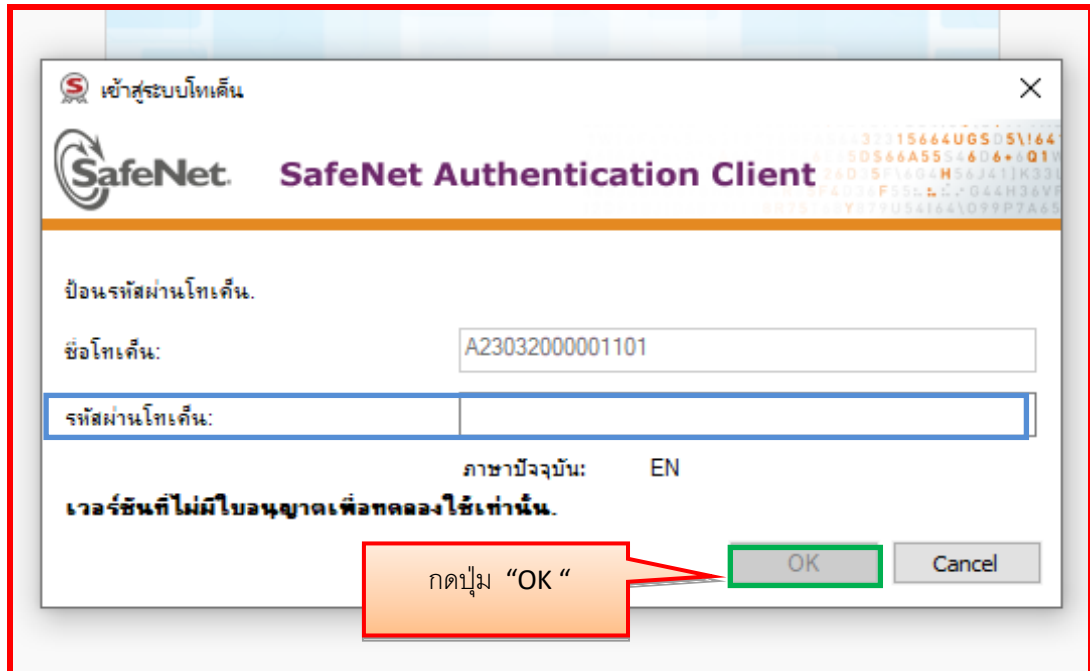 เข้าสู่ระบบโทเค็น
SafeNet. SafeNet Authentication Client
ป้อนรหัสผ่านโทเค็น.
ชื่อโทเค็น: A23032000001101
รหัสผ่านโทเค็น:
ภาษาปัจจุบัน: EN
เวอร์ชันที่ไม่มีใบอนุญาตเพื่อทดลองใช้เท่านั้น.
กดปุ่ม “OK “
OK Cancel